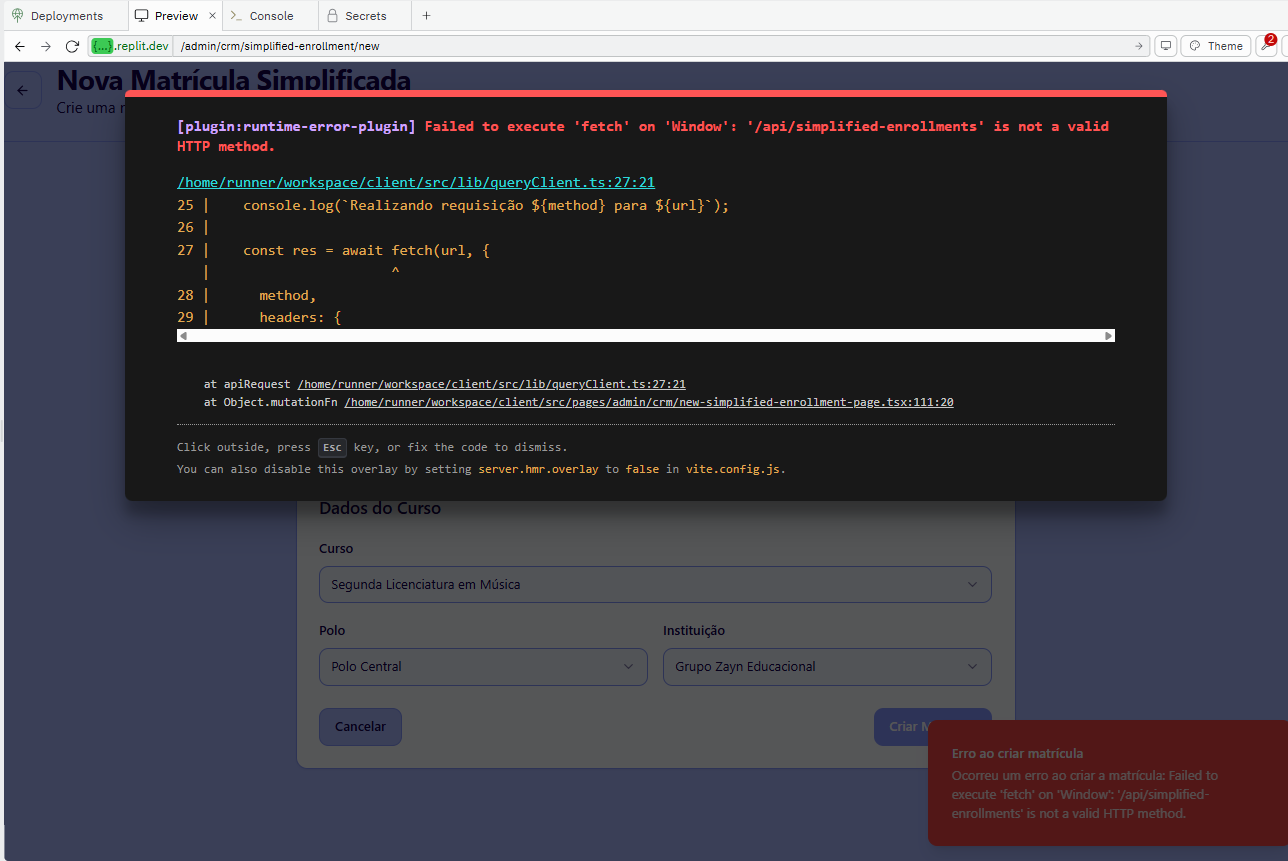 Deployments
Preview
Console
Secrets
{...}.replit.dev
/admin/crm/simplified-enrollment/new
Theme
2
Nova Matrícula Simplificada
Crie uma
[plugin:runtime-error-plugin] Failed to execute 'fetch' on 'Window': '/api/simplified-enrollments' is not a valid
HTTP method.
/home/runner/workspace/client/src/lib/queryClient.ts:27:21
25 | console.log(`Realizando requisição ${method} para ${url}`);
26 |
27 | const res = await fetch(url, {
| ^
28 | method,
29 | headers: {
at apiRequest /home/runner/workspace/client/src/lib/queryClient.ts:27:21
at Object.mutationFn /home/runner/workspace/client/src/pages/admin/crm/new-simplified-enrollment-page.tsx:111:20
Click outside, press Esc key, or fix the code to dismiss.
You can also disable this overlay by setting server.hmr.overlay to false in vite.config.js.
Dados do Curso
Curso
Segunda Licenciatura em Música
Polo
Instituição
Polo Central
Grupo Zayn Educacional
Cancelar
Criar M
Erro ao criar matrícula
Ocorreu um erro ao criar a matrícula: Failed to
execute 'fetch' on 'Window': '/api/simplified-
enrollments' is not a valid HTTP method.